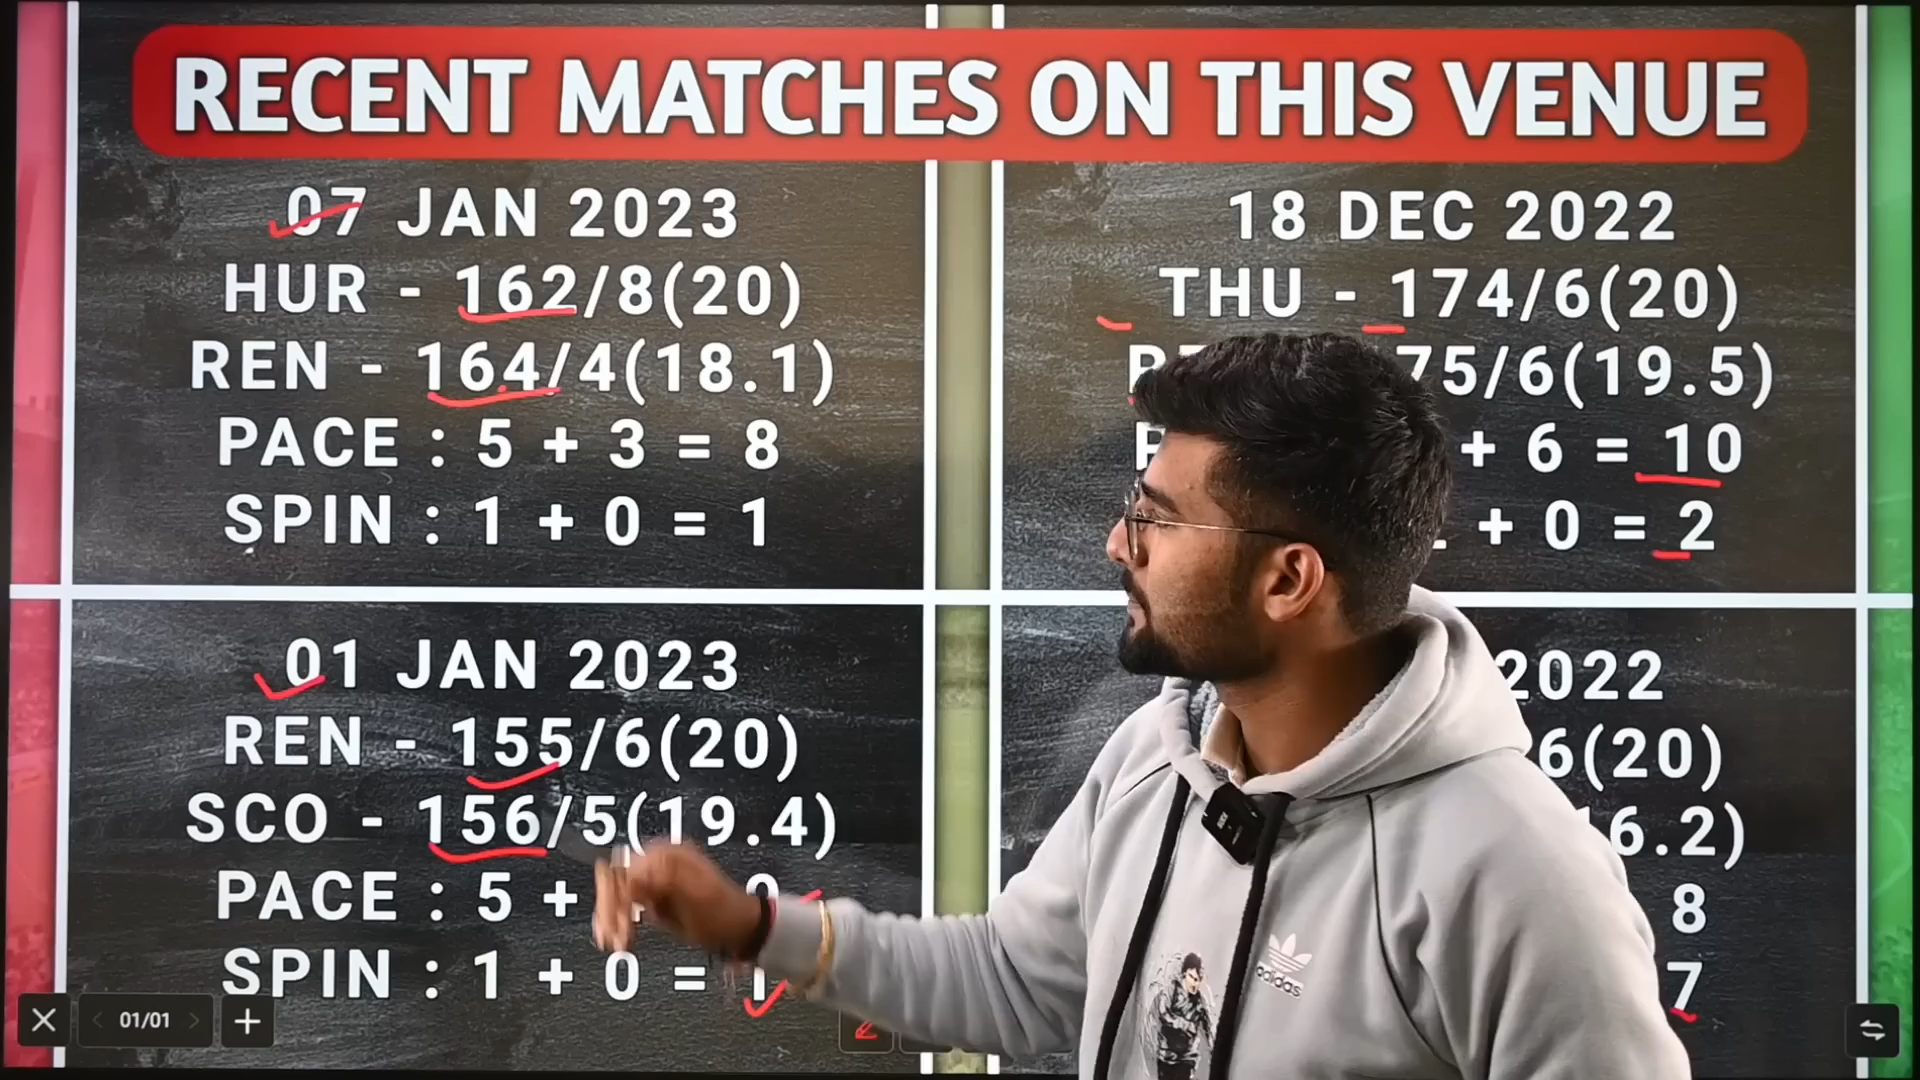 RECENT MATCHES ON THIS VENUE
07 JAN 2023
HUR - 162/8(20)
REN - 164/4(18.1)
PACE : 5 + 3 = 8
SPIN : 1 + 0 = 1
18 DEC 2022
THU - 174/6(20)
75/6(19.5)
+ 6 = 10
+ 0 = 2
01 JAN 2023
REN - 155/6(20)
SCO - 156/5(19.4)
PACE : 5 +
SPIN : 1 + 0 = 1
2022
6(20)
6.2)
8
7
01/01
adidas